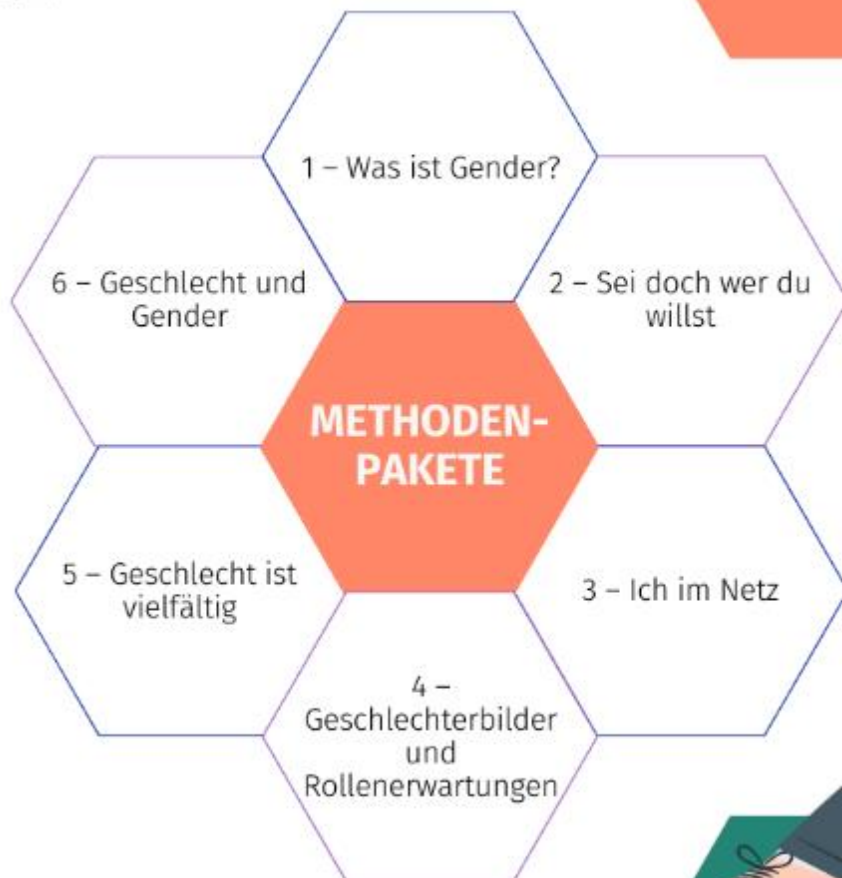 1 – Was ist Gender?
2 – Sei doch wer du
willst
3 – Ich im Netz
4 –
Geschlechterbilder
und
Rollenerwartungen
5 – Geschlecht ist
vielfältig
6 – Geschlecht und
Gender
METHODEN-
PAKETE